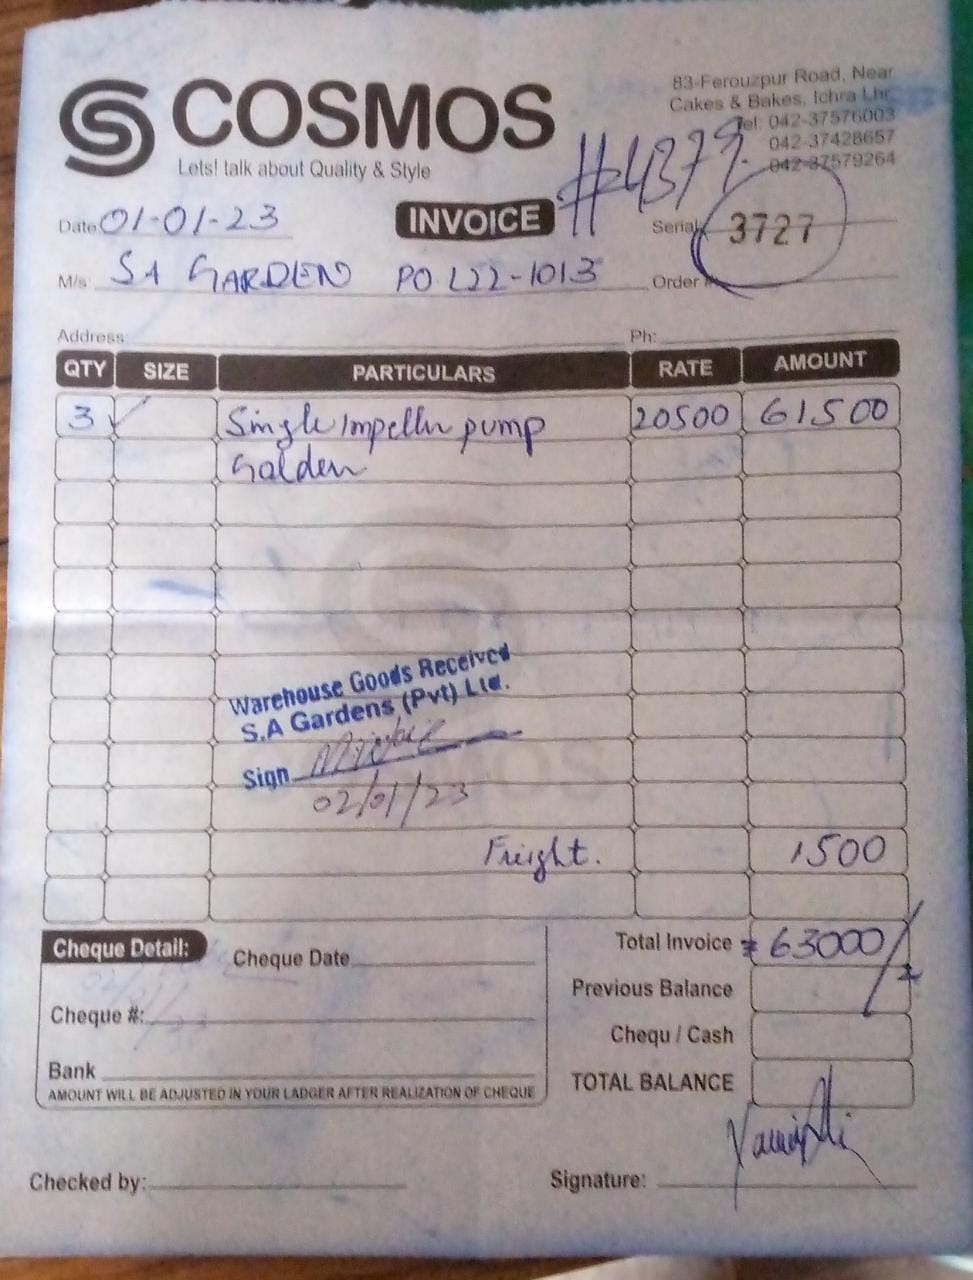 COSMOS
Lets! talk about Quality & Style
83-Ferouzpur Road, Near
Cakes & Bakes, Ichra Lhr.
Tel: 042-37576003
042-37428657
042-37579264
#4379
Date 01-01-23
INVOICE
Serial 3727
M/s: SA GARDEN PO L22-1013
Order #
Address:
Ph:
QTY SIZE PARTICULARS RATE AMOUNT
3 Single Impeller pump 20500 61500
Golden
Warehouse Goods Received
S.A Gardens (Pvt) Ltd.
Sign
02/01/23
Freight. 1500
Cheque Detail:
Cheque Date
Cheque #:
Bank
AMOUNT WILL BE ADJUSTED IN YOUR LADGER AFTER REALIZATION OF CHEQUE
Total Invoice 63000/
Previous Balance
Chequ / Cash
TOTAL BALANCE
Checked by:
Signature: